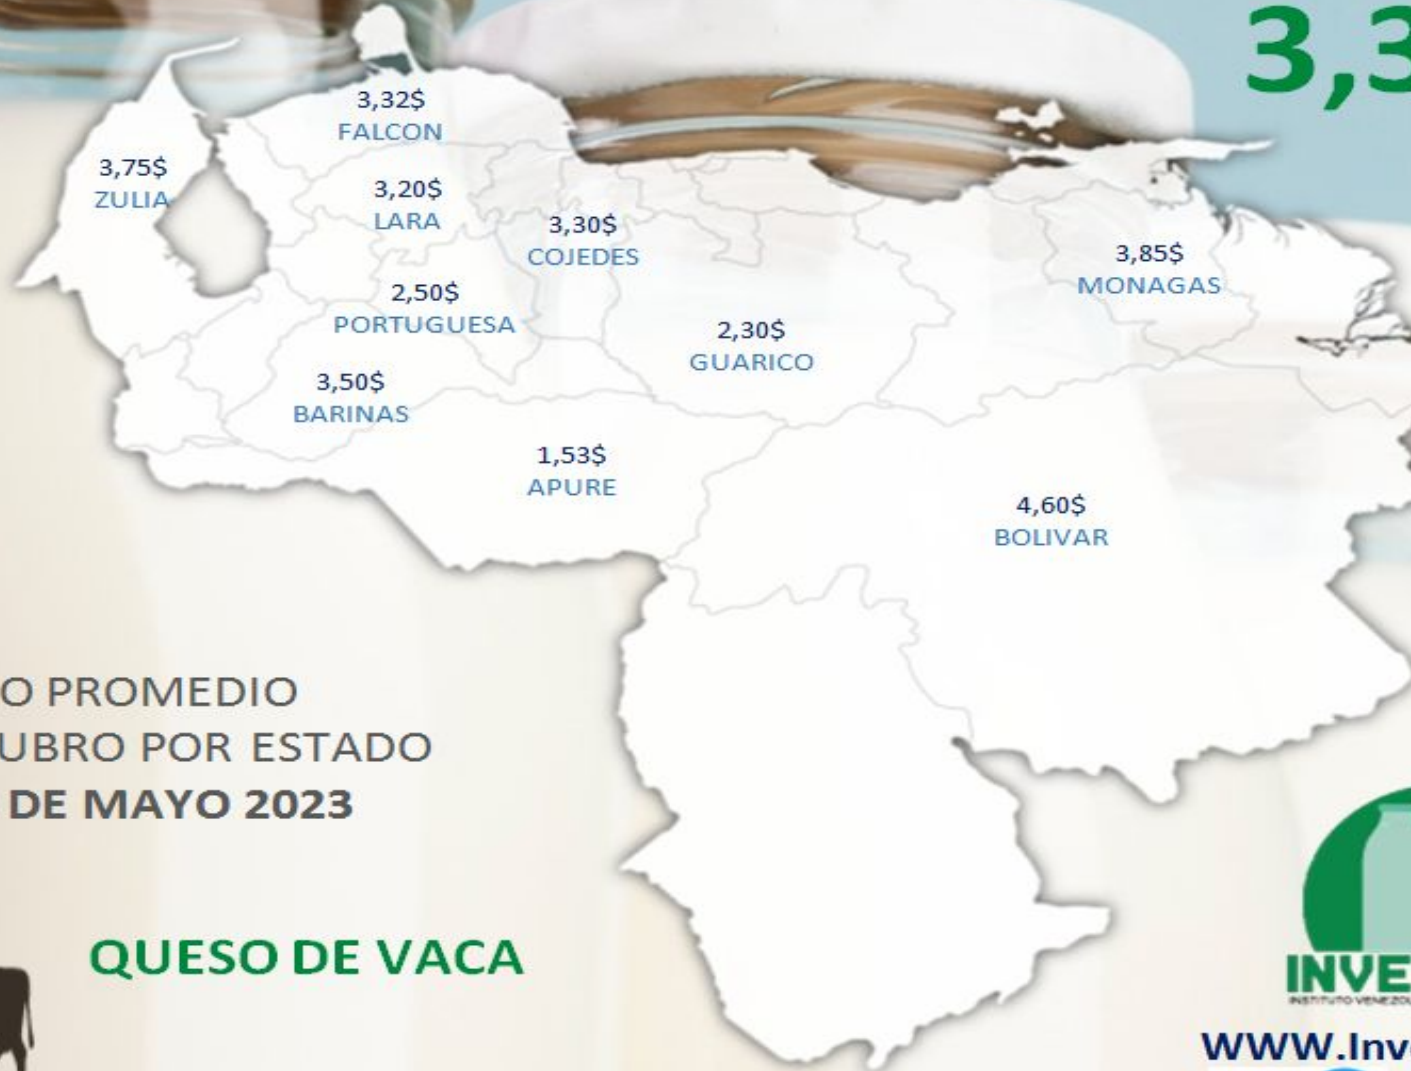 3,3
3,32$
FALCON
3,75$
ZULIA
3,20$
LARA
3,30$
COJEDES
3,85$
MONAGAS
2,50$
PORTUGUESA
2,30$
GUARICO
3,50$
BARINAS
1,53$
APURE
4,60$
BOLIVAR
O PROMEDIO
UBRO POR ESTADO
DE MAYO 2023
QUESO DE VACA
INVE
INSTITUTO VENEZOL
WWW.Inv